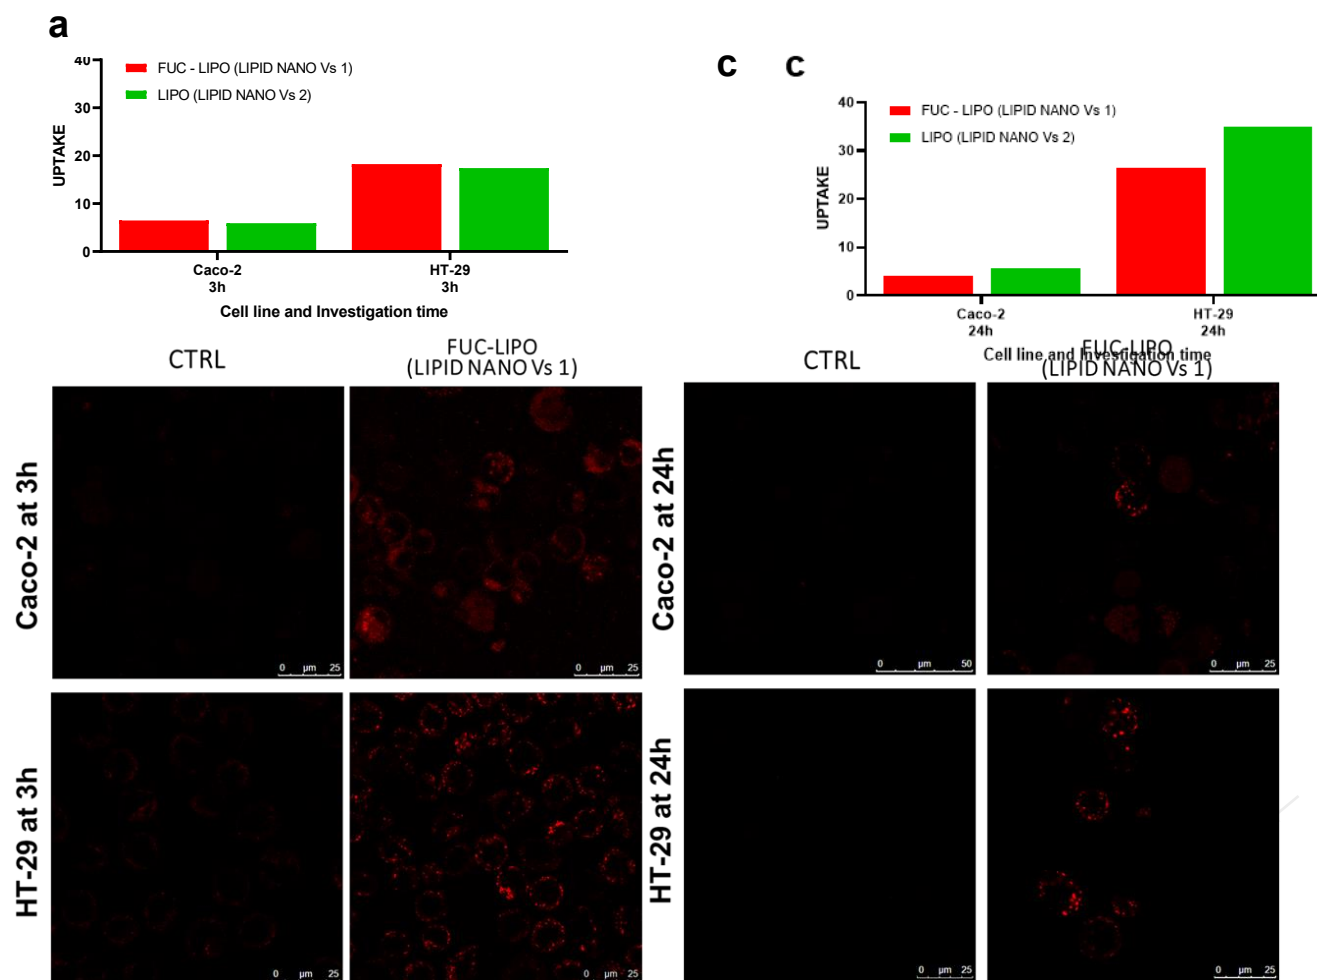 a
40
30
20
10
0
UPTAKE
FUC - LIPO (LIPID NANO Vs 1)
LIPO (LIPID NANO Vs 2)
Caco-2
3h
HT-29
3h
Cell line and Investigation time
c c
40
30
20
10
0
UPTAKE
FUC - LIPO (LIPID NANO Vs 1)
LIPO (LIPID NANO Vs 2)
Caco-2
24h
HT-29
24h
Cell line and Investigation time
CTRL
FUC-LIPO
(LIPID NANO Vs 1)
CTRL
FUC-LIPO
(LIPID NANO Vs 1)
Caco-2 at 3h
0 µm 25
0 µm 25
Caco-2 at 24h
0 µm 50
0 µm 25
HT-29 at 3h
0 µm 25
0 µm 25
HT-29 at 24h
0 µm 25
0 µm 25